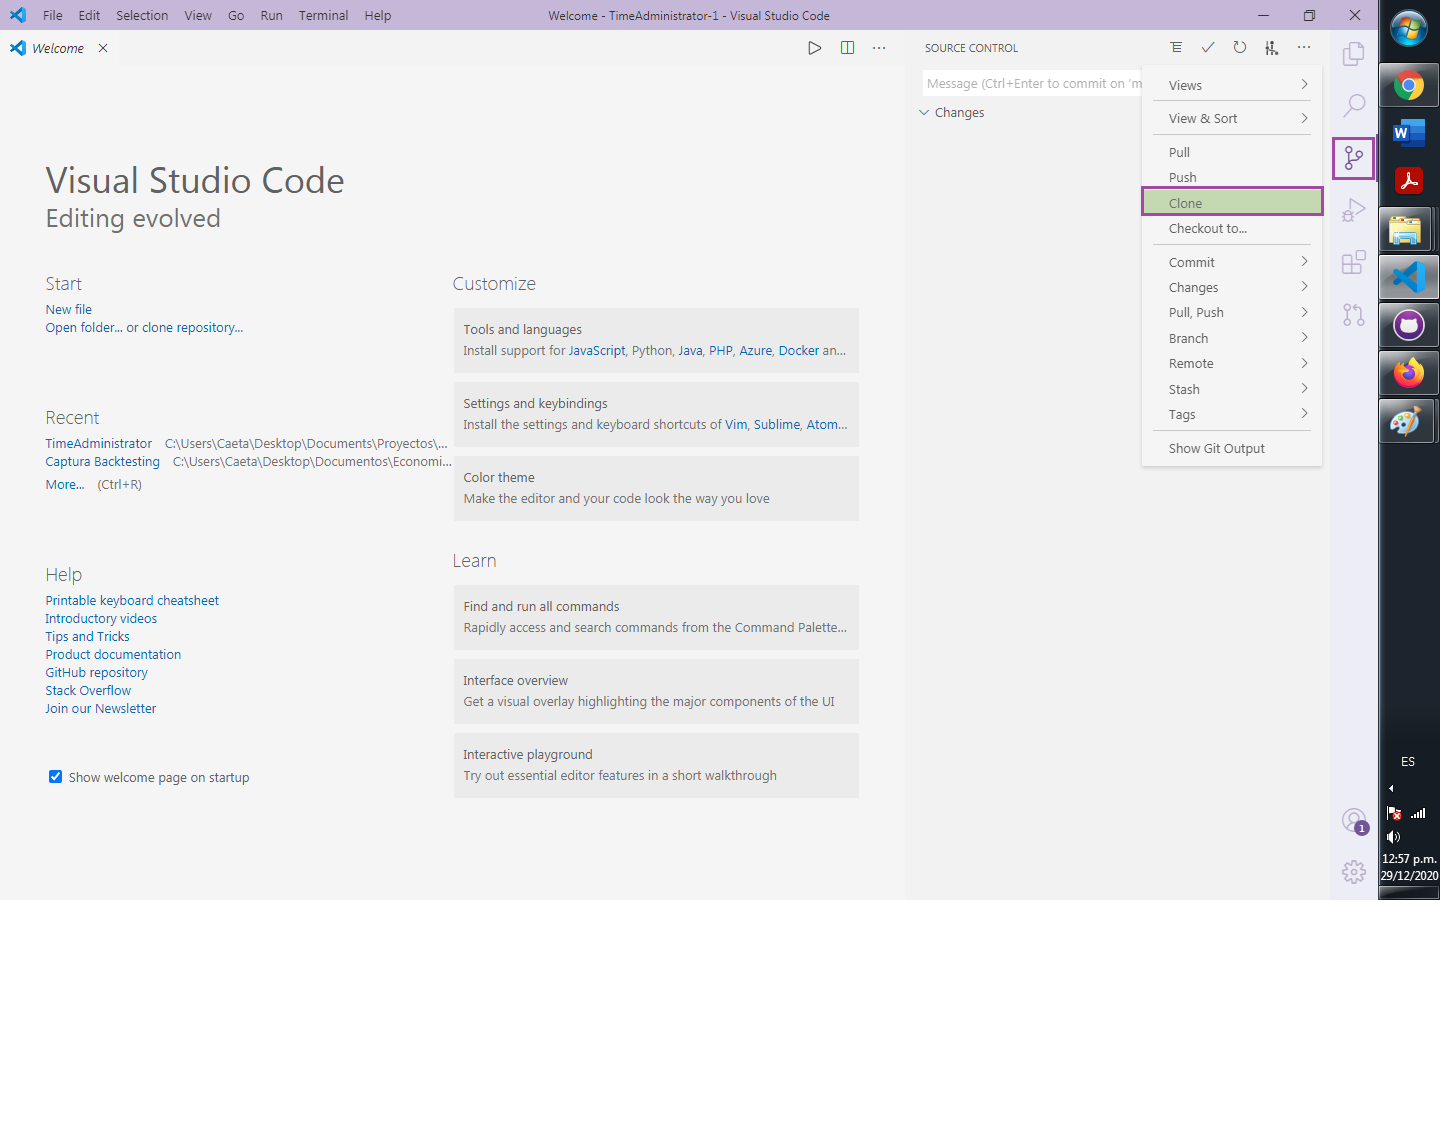 File Edit Selection View Go Run Terminal Help Welcome - TimeAdministrator-1 - Visual Studio Code
Welcome
Visual Studio Code
Editing evolved
Start
New file
Open folder... or clone repository...
Recent
TimeAdministrator C:\Users\Caeta\Desktop\Documents\Proyectos\...
Captura Backtesting C:\Users\Caeta\Desktop\Documentos\Economi...
More... (Ctrl+R)
Help
Printable keyboard cheatsheet
Introductory videos
Tips and Tricks
Product documentation
GitHub repository
Stack Overflow
Join our Newsletter
Show welcome page on startup
Customize
Tools and languages
Install support for JavaScript, Python, Java, PHP, Azure, Docker an...
Settings and keybindings
Install the settings and keyboard shortcuts of Vim, Sublime, Atom...
Color theme
Make the editor and your code look the way you love
Learn
Find and run all commands
Rapidly access and search commands from the Command Palette...
Interface overview
Get a visual overlay highlighting the major components of the UI
Interactive playground
Try out essential editor features in a short walkthrough
SOURCE CONTROL
Message (Ctrl+Enter to commit on 'm
Changes
Views
View & Sort
Pull
Push
Clone
Checkout to...
Commit
Changes
Pull, Push
Branch
Remote
Stash
Tags
Show Git Output
1
W
ES
12:57 p.m.
29/12/2020